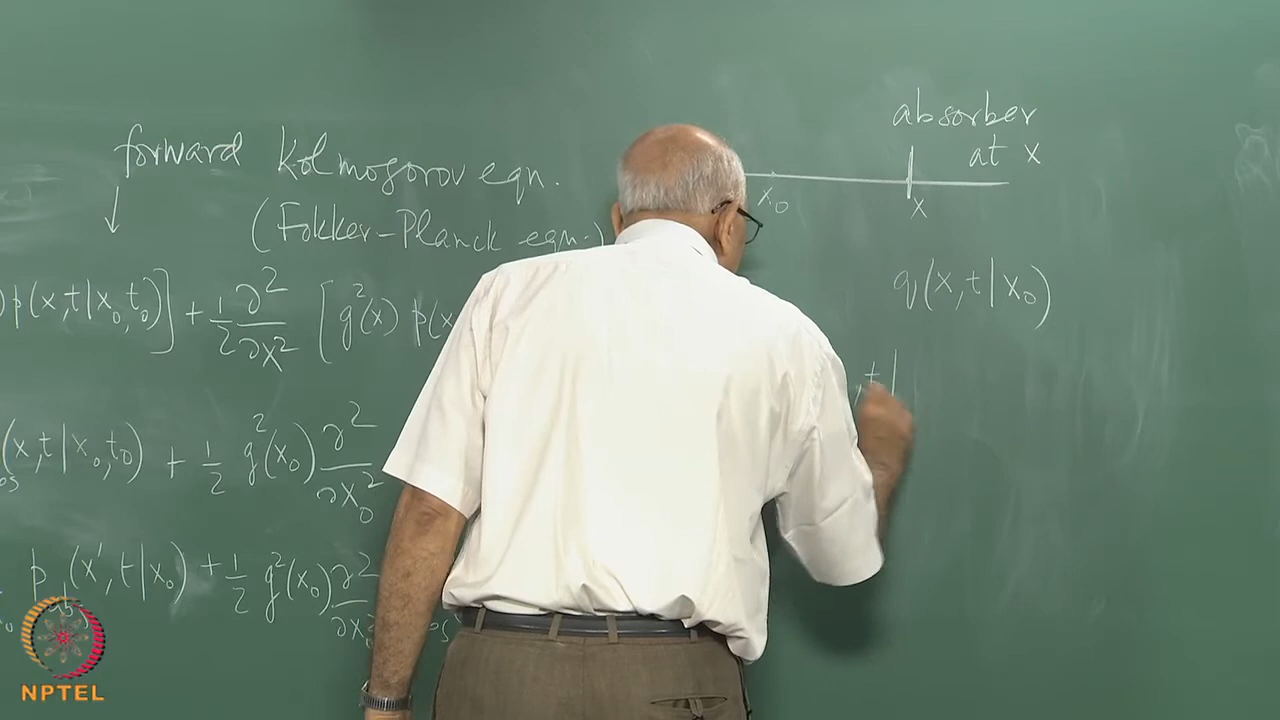 forward Kolmogorov eqn.
(Fokker-Planck eqn.)
p(x,t|x₀,t₀)] + ½ ∂²/∂x² [g²(x) p(x
(x,t|x₀,t₀) + ½ g²(x₀) ∂²/∂x₀²
p (x',t|x₀) + ½ g²(x₀) ∂²/∂x₀²
absorber
at x
x₀ x
q(x,t|x₀)
,t|
NPTEL